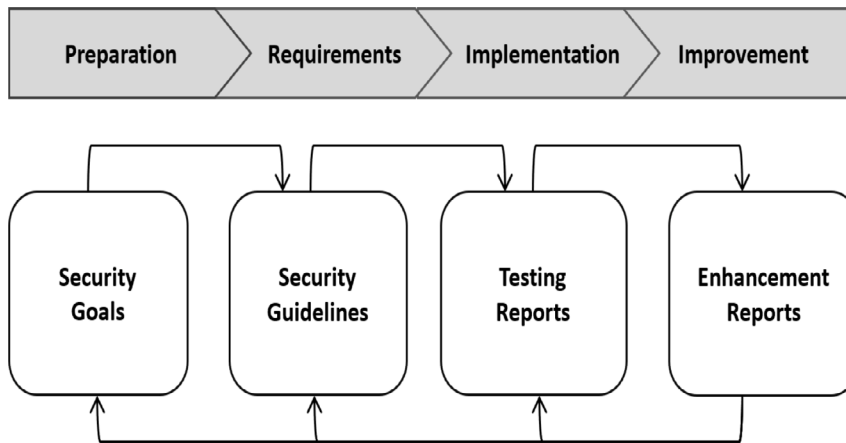 Preparation Requirements Implementation Improvement
Security
Goals
Security
Guidelines
Testing
Reports
Enhancement
Reports